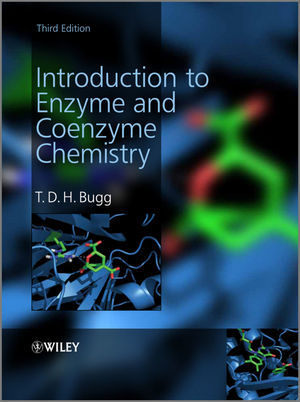 Third Edition
Introduction to
Enzyme and
Coenzyme
Chemistry
T. D. H. Bugg
WILEY